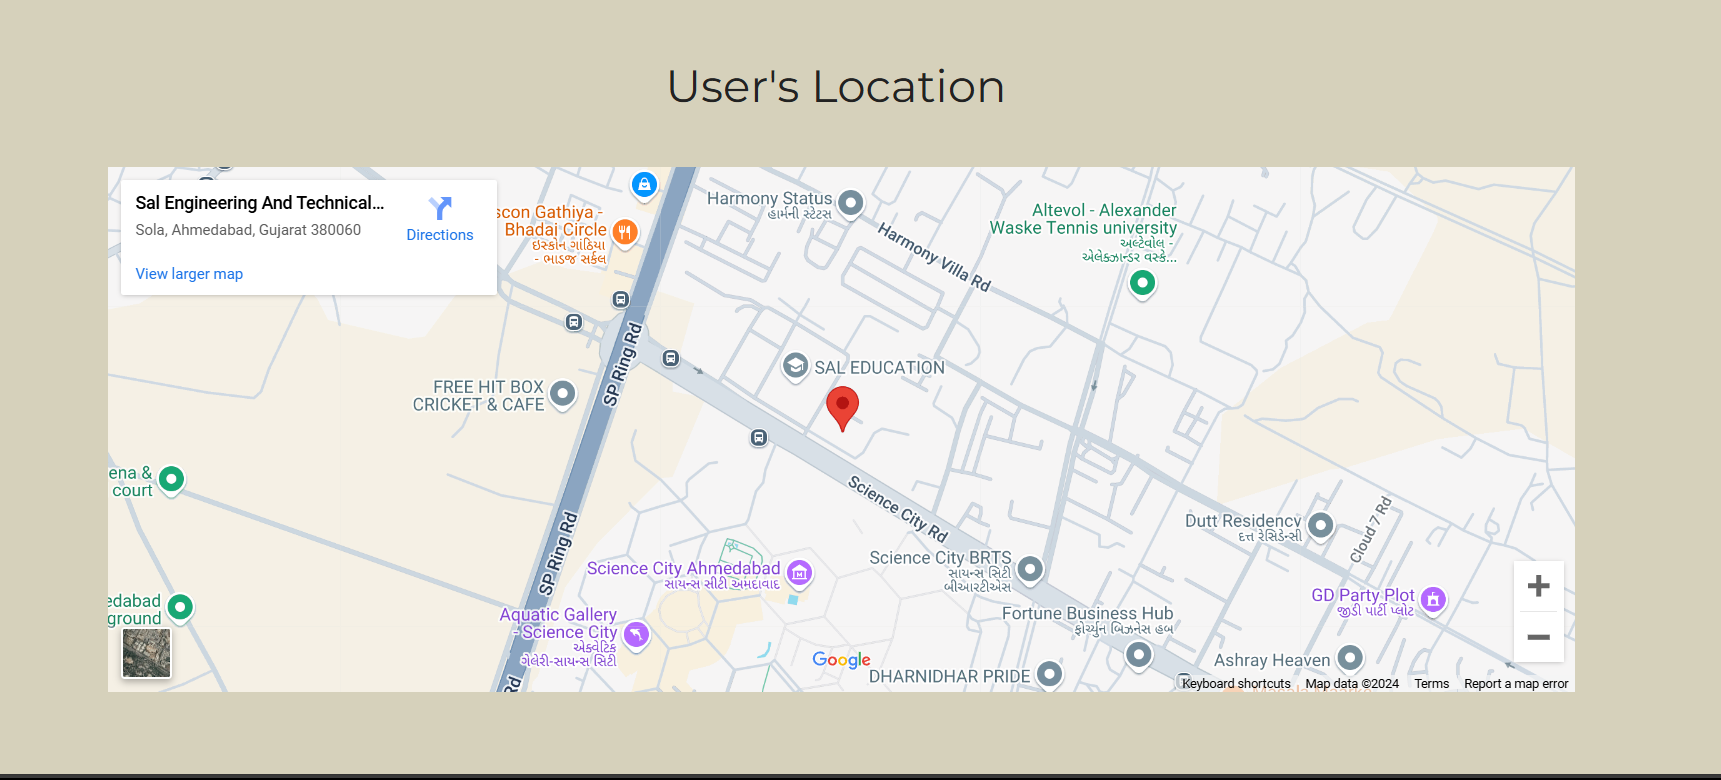 User's Location
Sal Engineering And Technical...
Sola, Ahmedabad, Gujarat 380060
Directions
View larger map
scon Gathiya -
Bhadai Circle
ઇસ્કોન ગાંઠિયા
- ભાડજ સર્કલ
Harmony Status
હાર્મની સ્ટેટસ
Harmony Villa Rd
Altevol - Alexander
Waske Tennis university
અલ્ટેવોલ -
એલેક્ઝાન્ડર વસ્કે...
SP Ring Rd
FREE HIT BOX
CRICKET & CAFE
SAL EDUCATION
ena &
court
Science City Rd
SP Ring Rd
Dutt Residency
દત્ત રેસિડેન્સી
Cloud 7 Rd
Science City Ahmedabad
સાયન્સ સીટી અમદાવાદ
Science City BRTS
સાયન્સ સિટી
બીઆરટીએસ
edabad
ground
Aquatic Gallery
- Science City
એક્વેટિક
ગેલેરી-સાયન્સ સિટી
Fortune Business Hub
ફોર્ચ્યુન બિઝનેસ હબ
GD Party Plot
જીડી પાર્ટી પ્લોટ
Ashray Heaven
Google
DHARNIDHAR PRIDE
Rd
Keyboard shortcuts
Map data ©2024
Terms
Report a map error